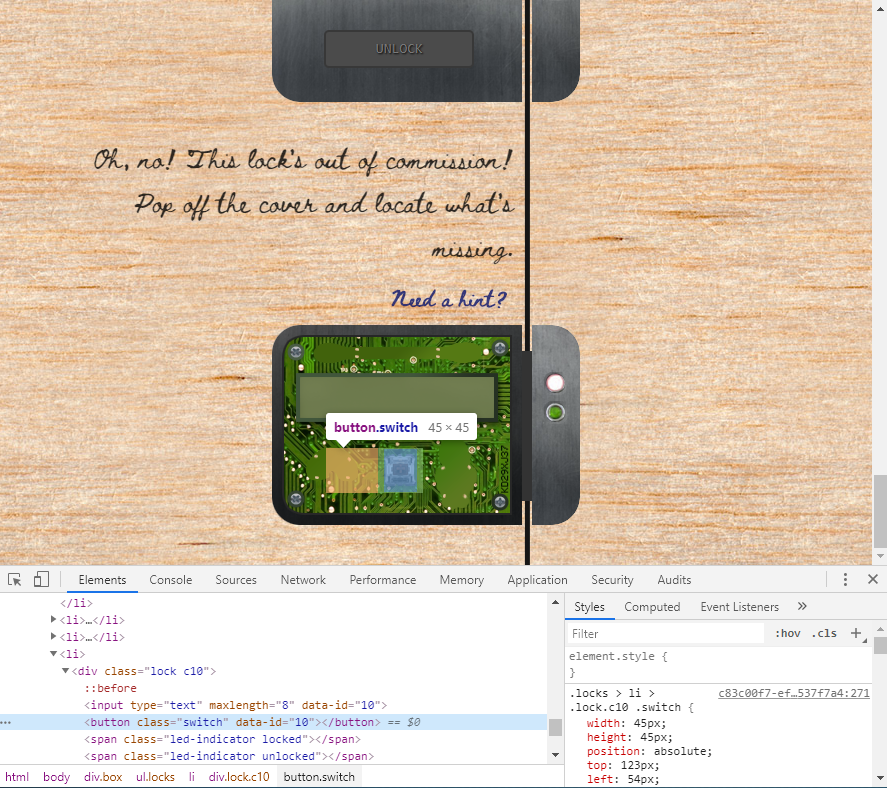 UNLOCK
Oh, no! This lock's out of commission!
Pop off the cover and locate what's
missing.
Need a hint?
button.switch 45 × 45
KD29XJ37
Elements Console Sources Network Performance Memory Application Security Audits
</li>
<li>…</li>
<li>…</li>
<li>
<div class="lock c10">
::before
<input type="text" maxlength="8" data-id="10">
<button class="switch" data-id="10"></button> == $0
<span class="led-indicator locked"></span>
<span class="led-indicator unlocked"></span>
html body div.box ul.locks li div.lock.c10 button.switch
Styles Computed Event Listeners
Filter :hov .cls
element.style {
}
.locks > li > c83c00f7-ef…537f7a4:271
.lock.c10 .switch {
width: 45px;
height: 45px;
position: absolute;
top: 123px;
left: 54px;